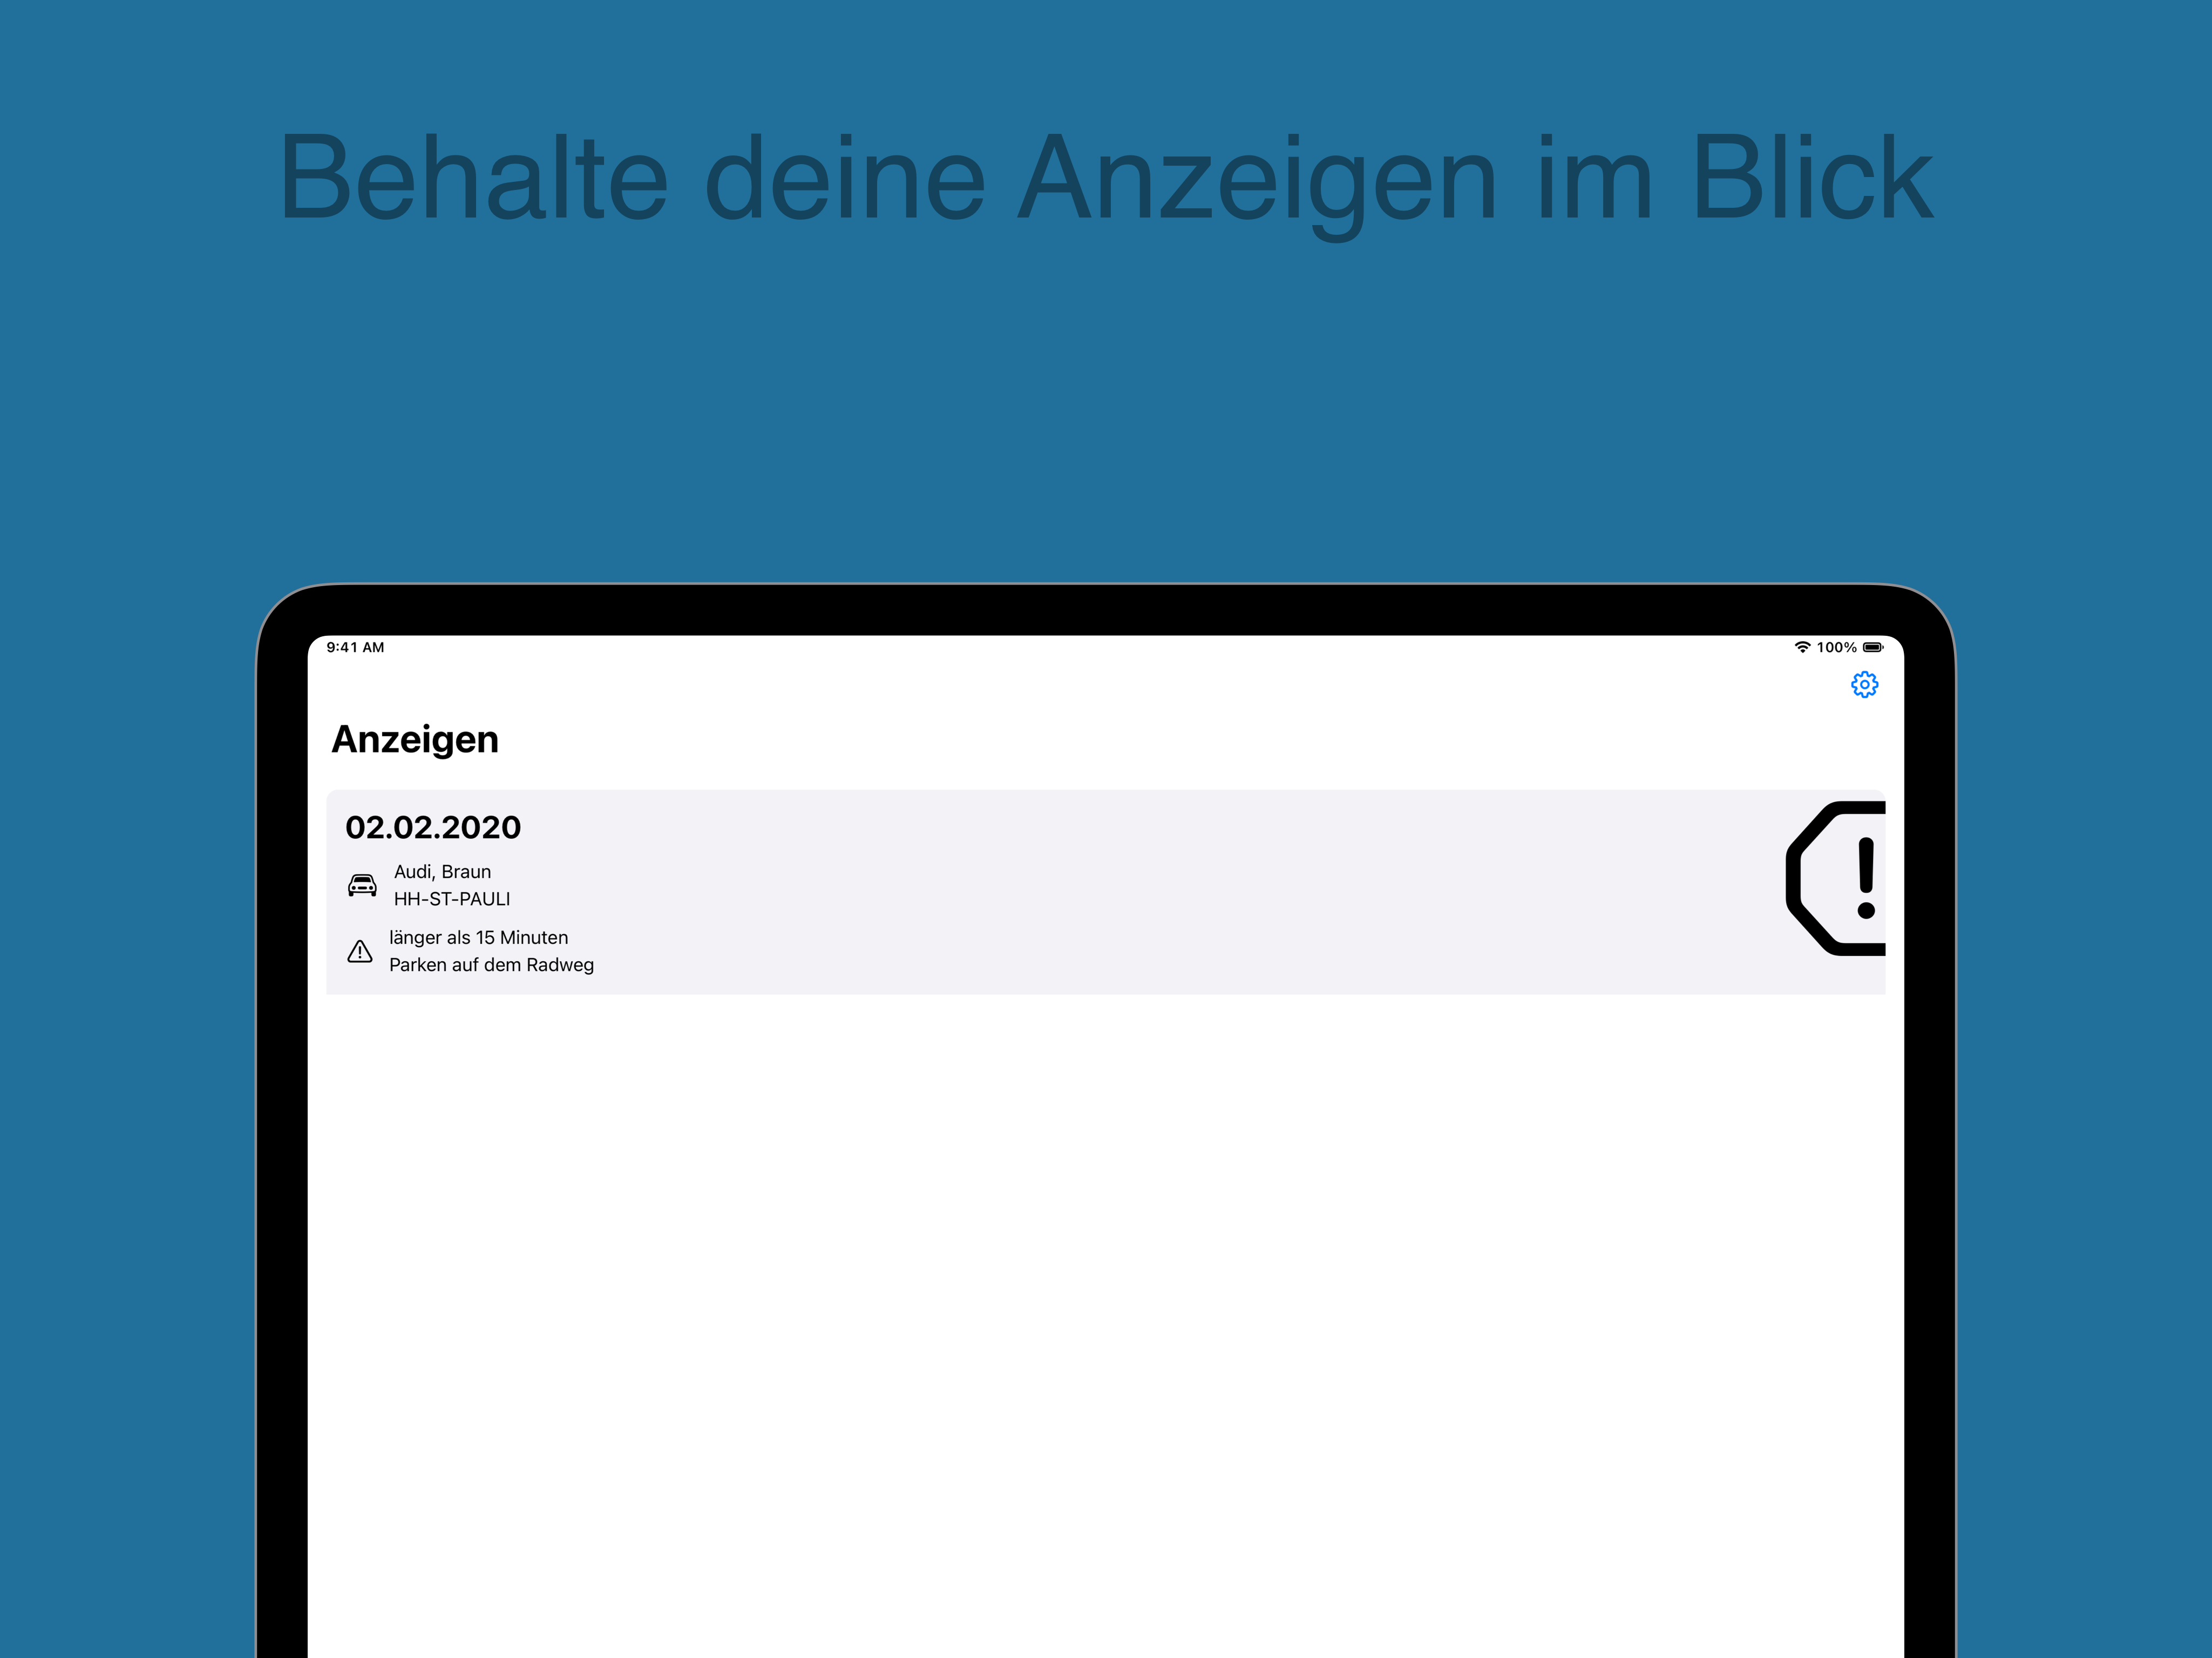 Behalte deine Anzeigen im Blick
9:41 AM
100%
Anzeigen
02.02.2020
Audi, Braun
HH-ST-PAULI
länger als 15 Minuten
Parken auf dem Radweg